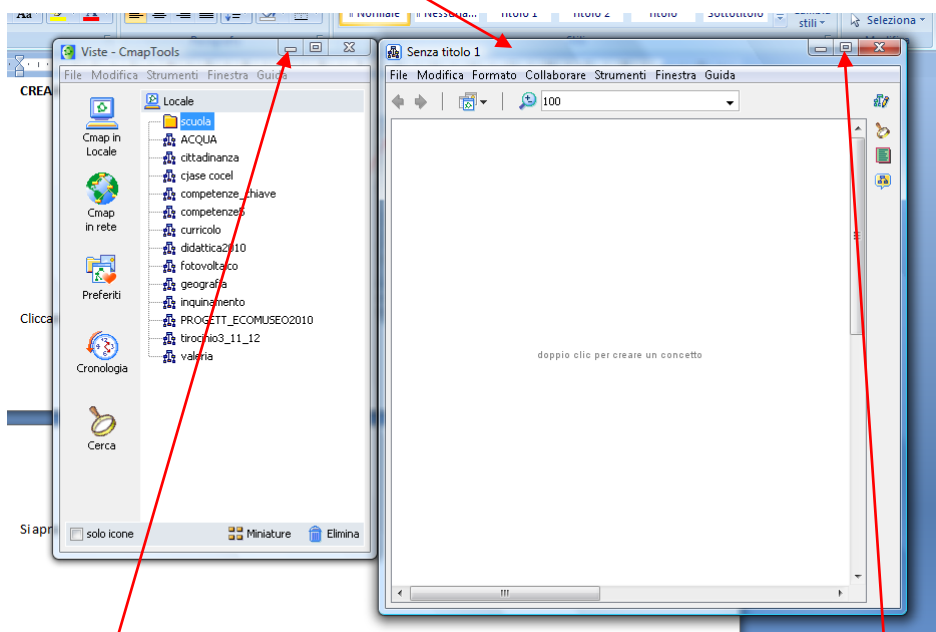 Aa
Normale Nessuna... Titolo 1 Titolo 2 Titolo Sottotitolo
stili
Seleziona
CREA
Clicca
Si apr
Viste - CmapTools
File Modifica Strumenti Finestra Guida
Cmap in
Locale
Cmap
in rete
Preferiti
Cronologia
Cerca
Locale
scuola
ACQUA
cittadinanza
cjase cocel
competenze_chiave
competenze5
curricolo
didattica2010
fotovoltaico
geografia
inquinamento
PROGETT_ECOMUSEO2010
tirocinio3_11_12
valeria
solo icone Miniature Elimina
Senza titolo 1
File Modifica Formato Collaborare Strumenti Finestra Guida
100
doppio clic per creare un concetto